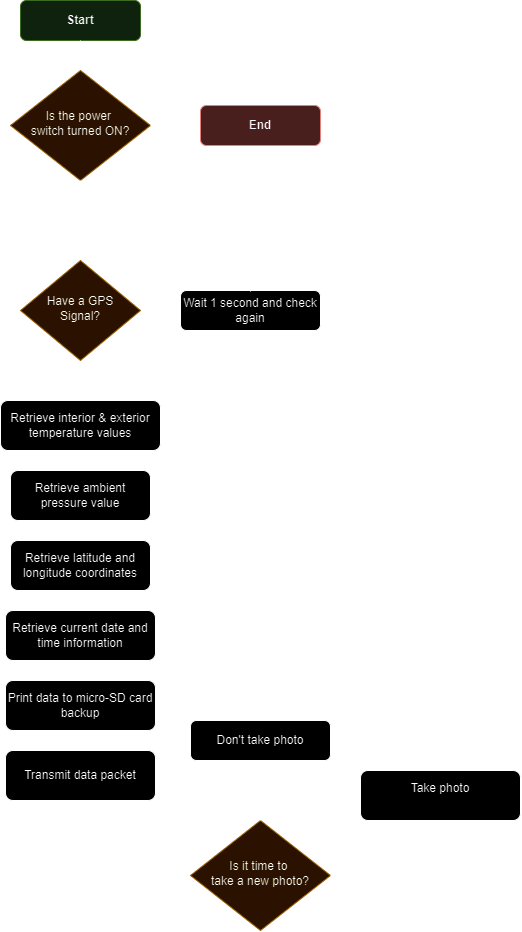 Start
Is the power
switch turned ON?
End
Have a GPS
Signal?
Wait 1 second and check
again
Retrieve interior & exterior
temperature values
Retrieve ambient
pressure value
Retrieve latitude and
longitude coordinates
Retrieve current date and
time information
Print data to micro-SD card
backup
Don't take photo
Transmit data packet
Take photo
Is it time to
take a new photo?